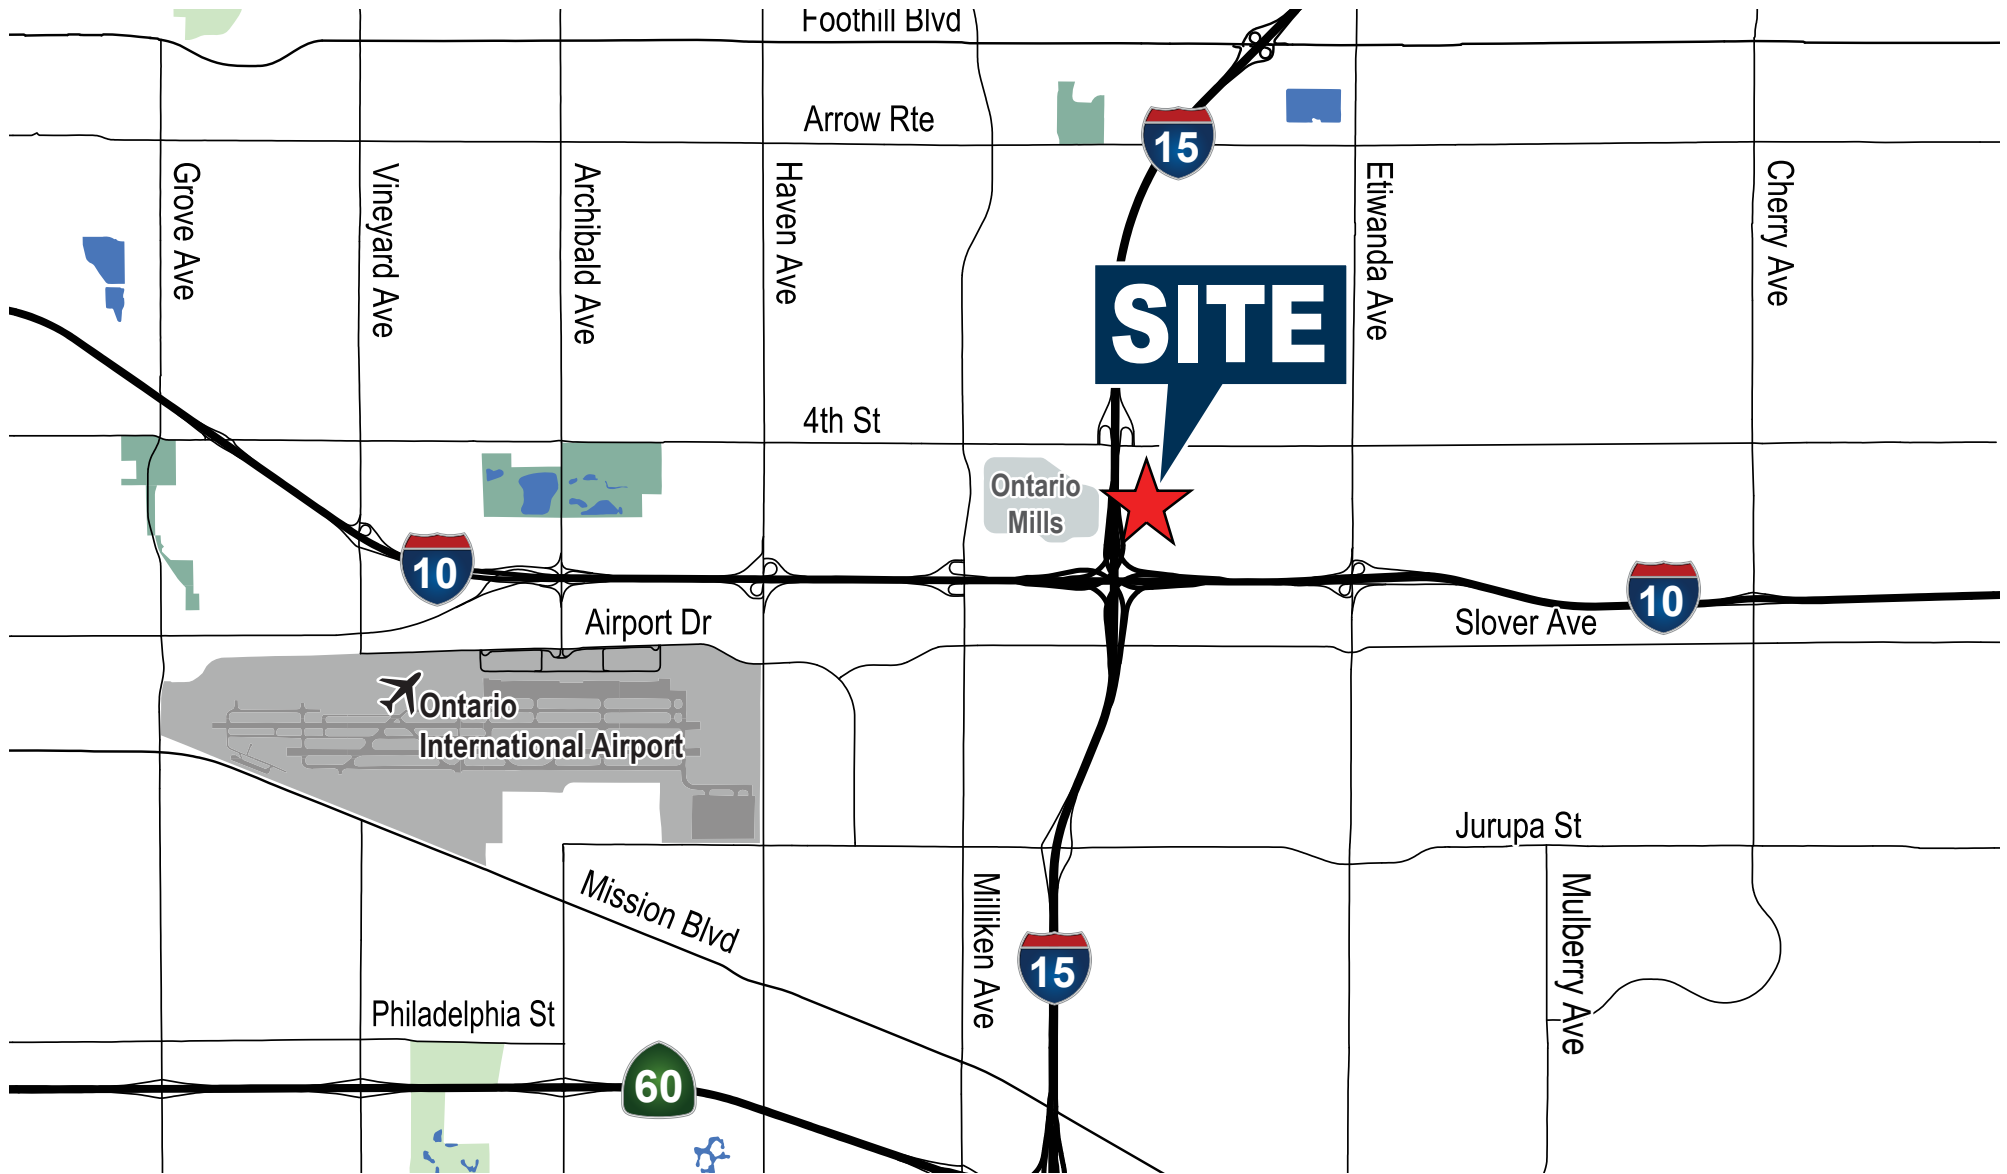 Foothill Blvd
Arrow Rte
15
Grove Ave
Vineyard Ave
Archibald Ave
Haven Ave
Etiwanda Ave
Cherry Ave
SITE
4th St
Ontario
Mills
10
10
Airport Dr
Slover Ave
Ontario
International Airport
Jurupa St
Mission Blvd
Milliken Ave
Mulberry Ave
15
Philadelphia St
60